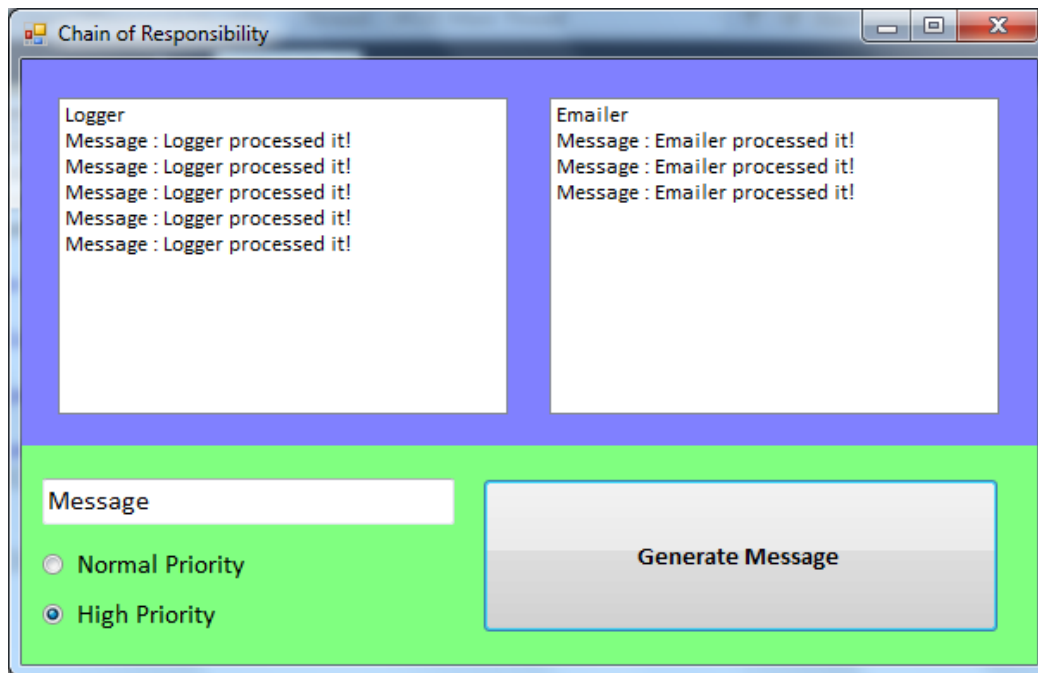 Chain of Responsibility
Logger
Message : Logger processed it!
Message : Logger processed it!
Message : Logger processed it!
Message : Logger processed it!
Message : Logger processed it!
Emailer
Message : Emailer processed it!
Message : Emailer processed it!
Message : Emailer processed it!
Message
Normal Priority
High Priority
Generate Message